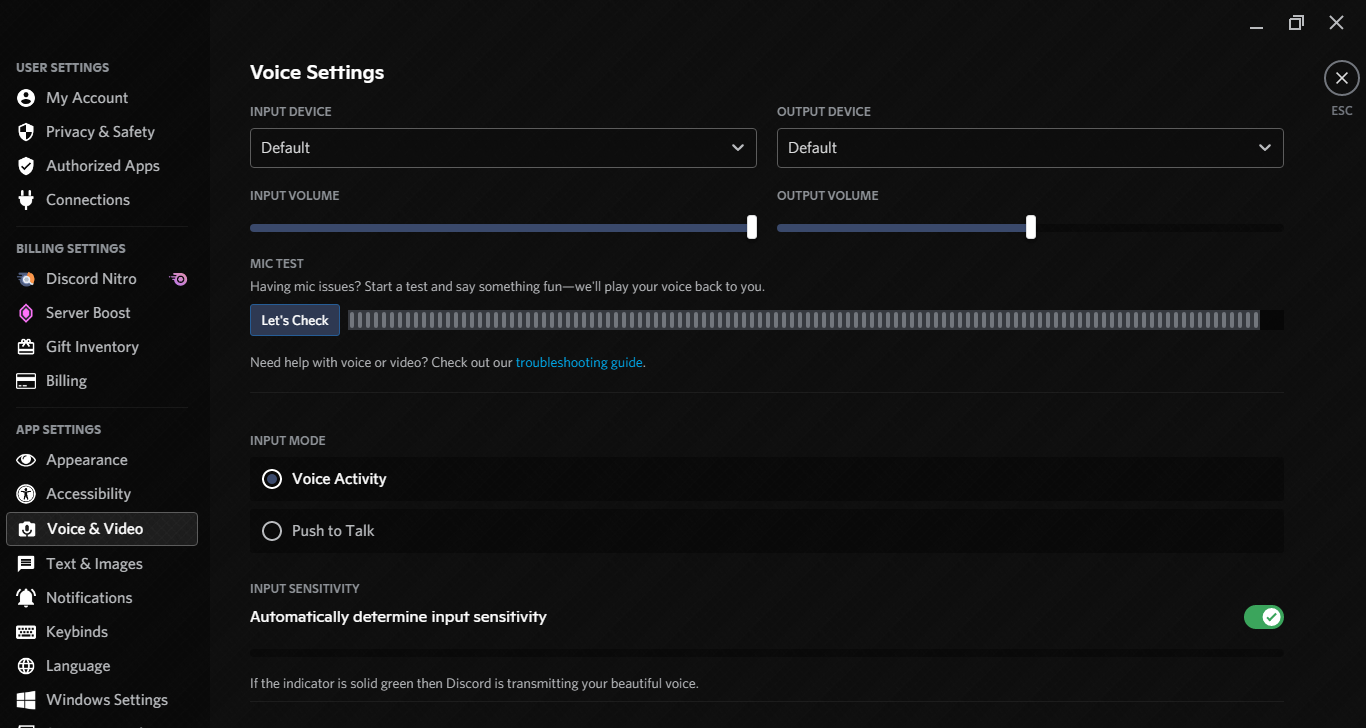 USER SETTINGS
My Account
Privacy & Safety
Authorized Apps
Connections
BILLING SETTINGS
Discord Nitro
Server Boost
Gift Inventory
Billing
APP SETTINGS
Appearance
Accessibility
Voice & Video
Text & Images
Notifications
Keybinds
Language
Windows Settings
Voice Settings
INPUT DEVICE
Default
OUTPUT DEVICE
Default
INPUT VOLUME
OUTPUT VOLUME
MIC TEST
Having mic issues? Start a test and say something fun—we'll play your voice back to you.
Let's Check
Need help with voice or video? Check out our troubleshooting guide.
INPUT MODE
Voice Activity
Push to Talk
INPUT SENSITIVITY
Automatically determine input sensitivity
If the indicator is solid green then Discord is transmitting your beautiful voice.
ESC